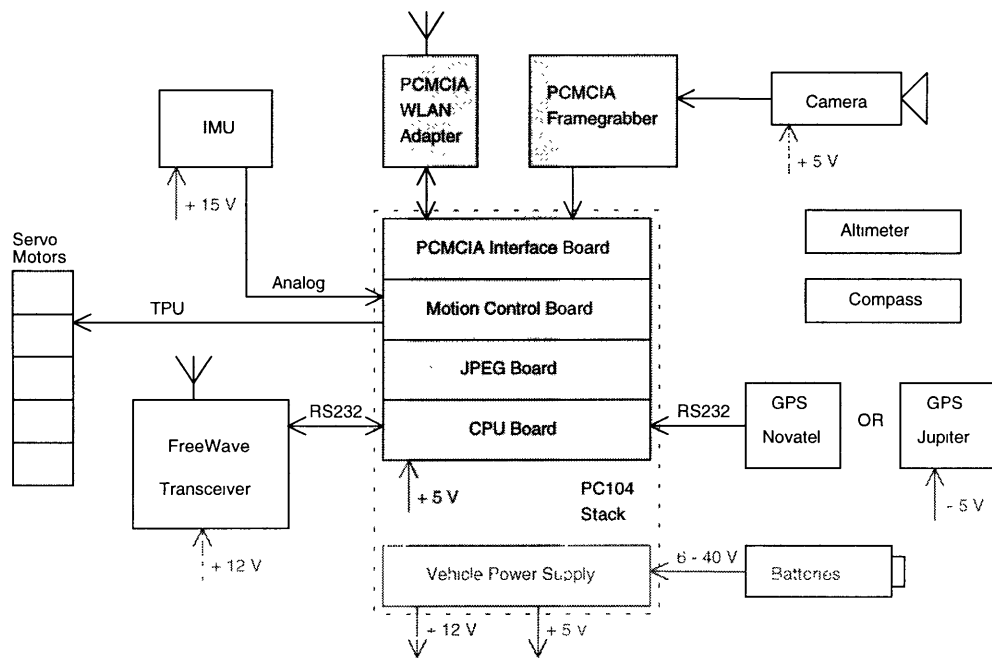 PCMCIA
WLAN
Adapter
PCMCIA
Framegrabber
Camera
+ 5 V
IMU
+ 15 V
Altimeter
Compass
Servo
Motors
PCMCIA Interface Board
Analog
Motion Control Board
TPU
JPEG Board
RS232
CPU Board
RS232
GPS
Novatel
OR
GPS
Jupiter
FreeWave
Transceiver
+ 5 V
PC104
Stack
- 5 V
+ 12 V
Vehicle Power Supply
6 - 40 V
Batteries
+ 12 V
+ 5 V